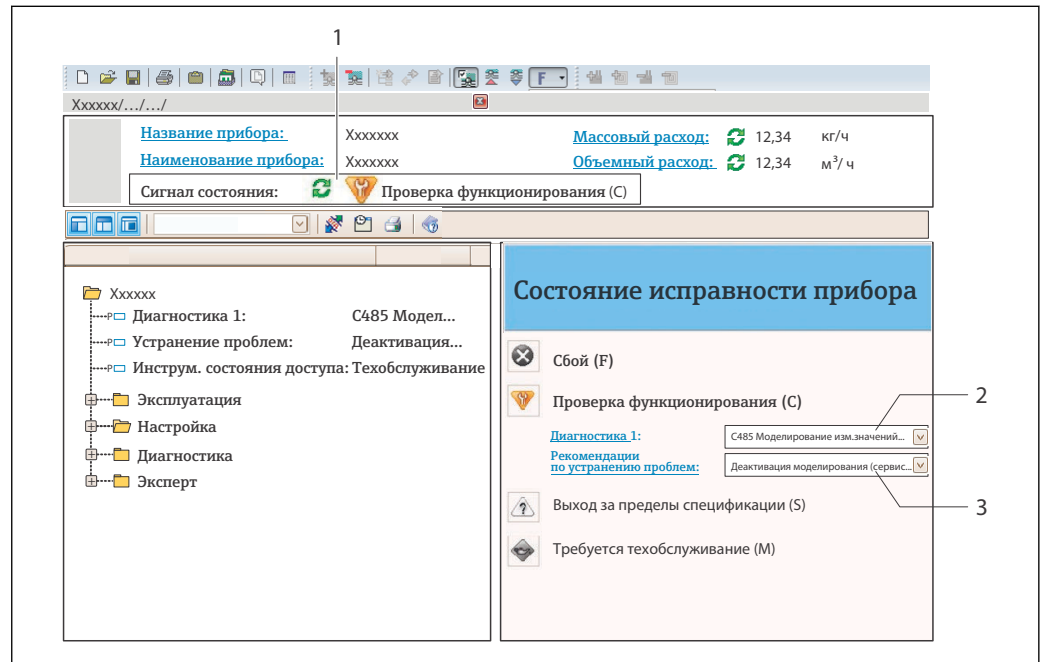 1
F
Xxxxxx/.../.../
Название прибора: Xxxxxxx Массовый расход: 12,34 кг/ч
Наименование прибора: Xxxxxxx Объемный расход: 12,34 м³/ ч
Сигнал состояния: Проверка функционирования (C)
Xxxxxx
P Диагностика 1: C485 Модел...
P Устранение проблем: Деактивация...
P Инструм. состояния доступа: Техобслуживание
Эксплуатация
Настройка
Диагностика
Эксперт
Состояние исправности прибора
Сбой (F)
Проверка функционирования (C)
2
Диагностика 1: C485 Моделирование изм.значений...
Рекомендации
по устранению проблем: Деактивация моделирования (сервис...
Выход за пределы спецификации (S)
3
Требуется техобслуживание (M)